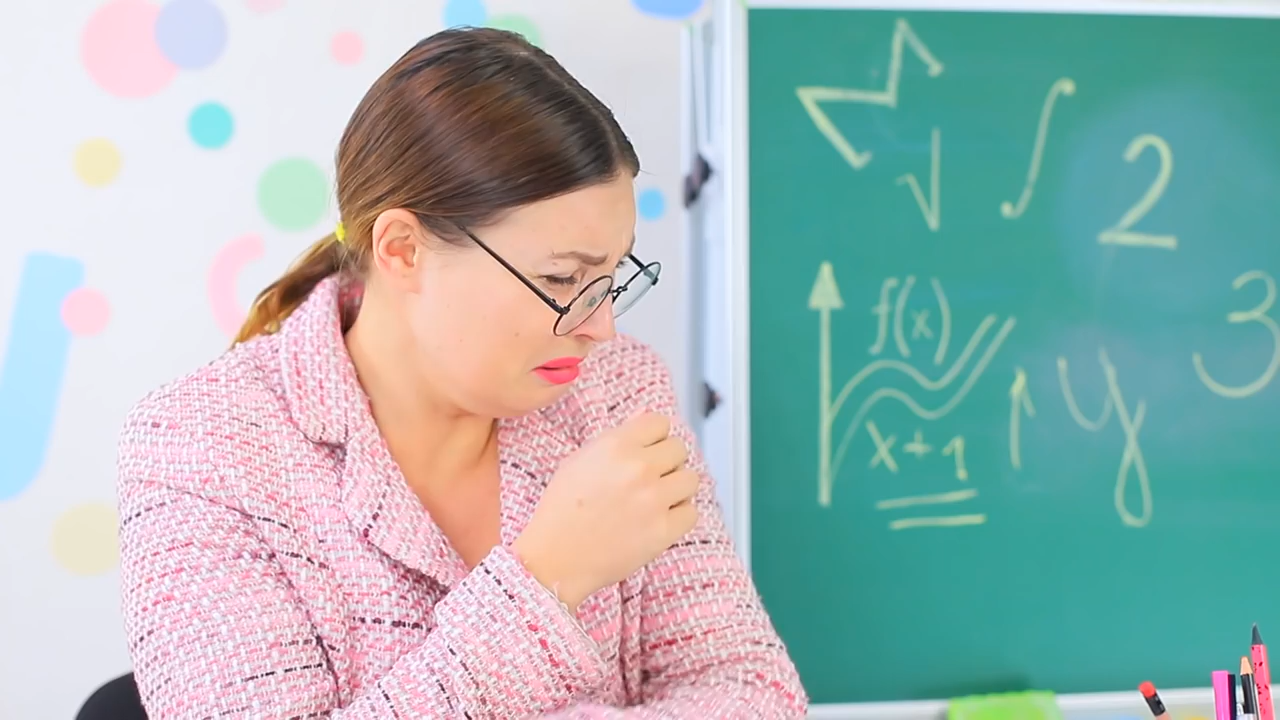 √ ∫ 2
f(x) 3
x+1 y